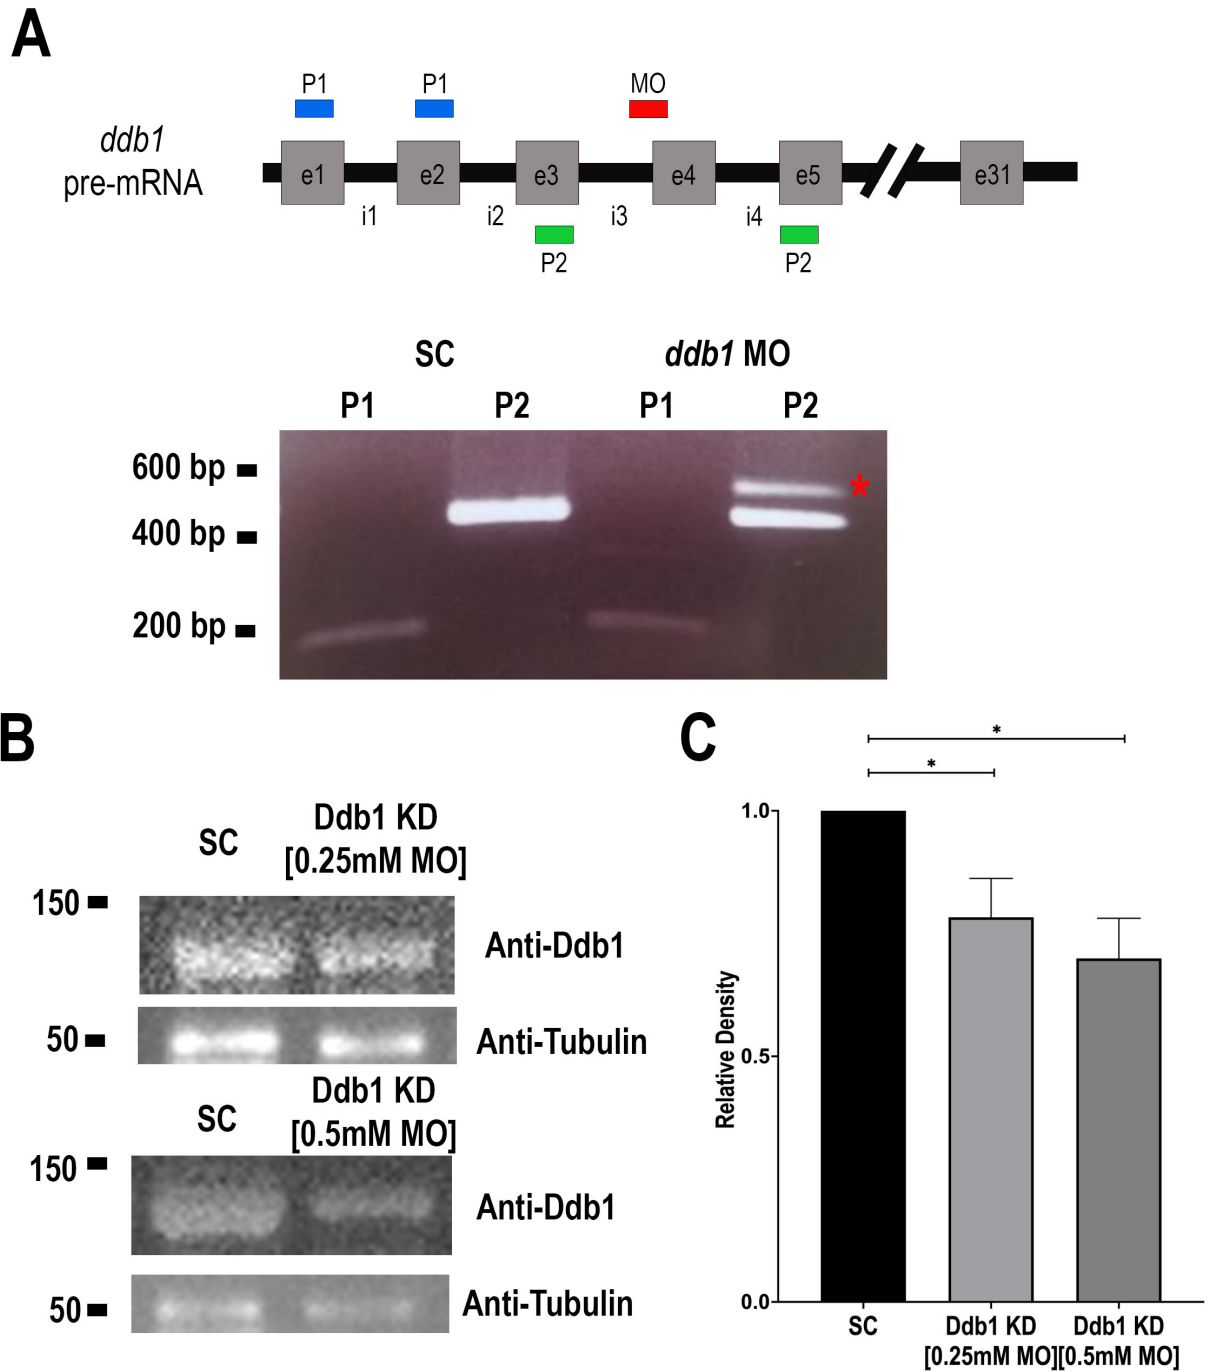 A
P1 P1 MO
ddb1
pre-mRNA
e1 e2 e3 e4 e5 e31
i1 i2 i3 i4
P2 P2
SC ddb1 MO
P1 P2 P1 P2
600 bp
*
400 bp
200 bp
B
SC
Ddb1 KD
[0.25mM MO]
150
Anti-Ddb1
50
Anti-Tubulin
SC
Ddb1 KD
[0.5mM MO]
150
Anti-Ddb1
50
Anti-Tubulin
C
*
*
1.0
0.5
0.0
Relative Density
SC
Ddb1 KD
[0.25mM MO]
Ddb1 KD
[0.5mM MO]